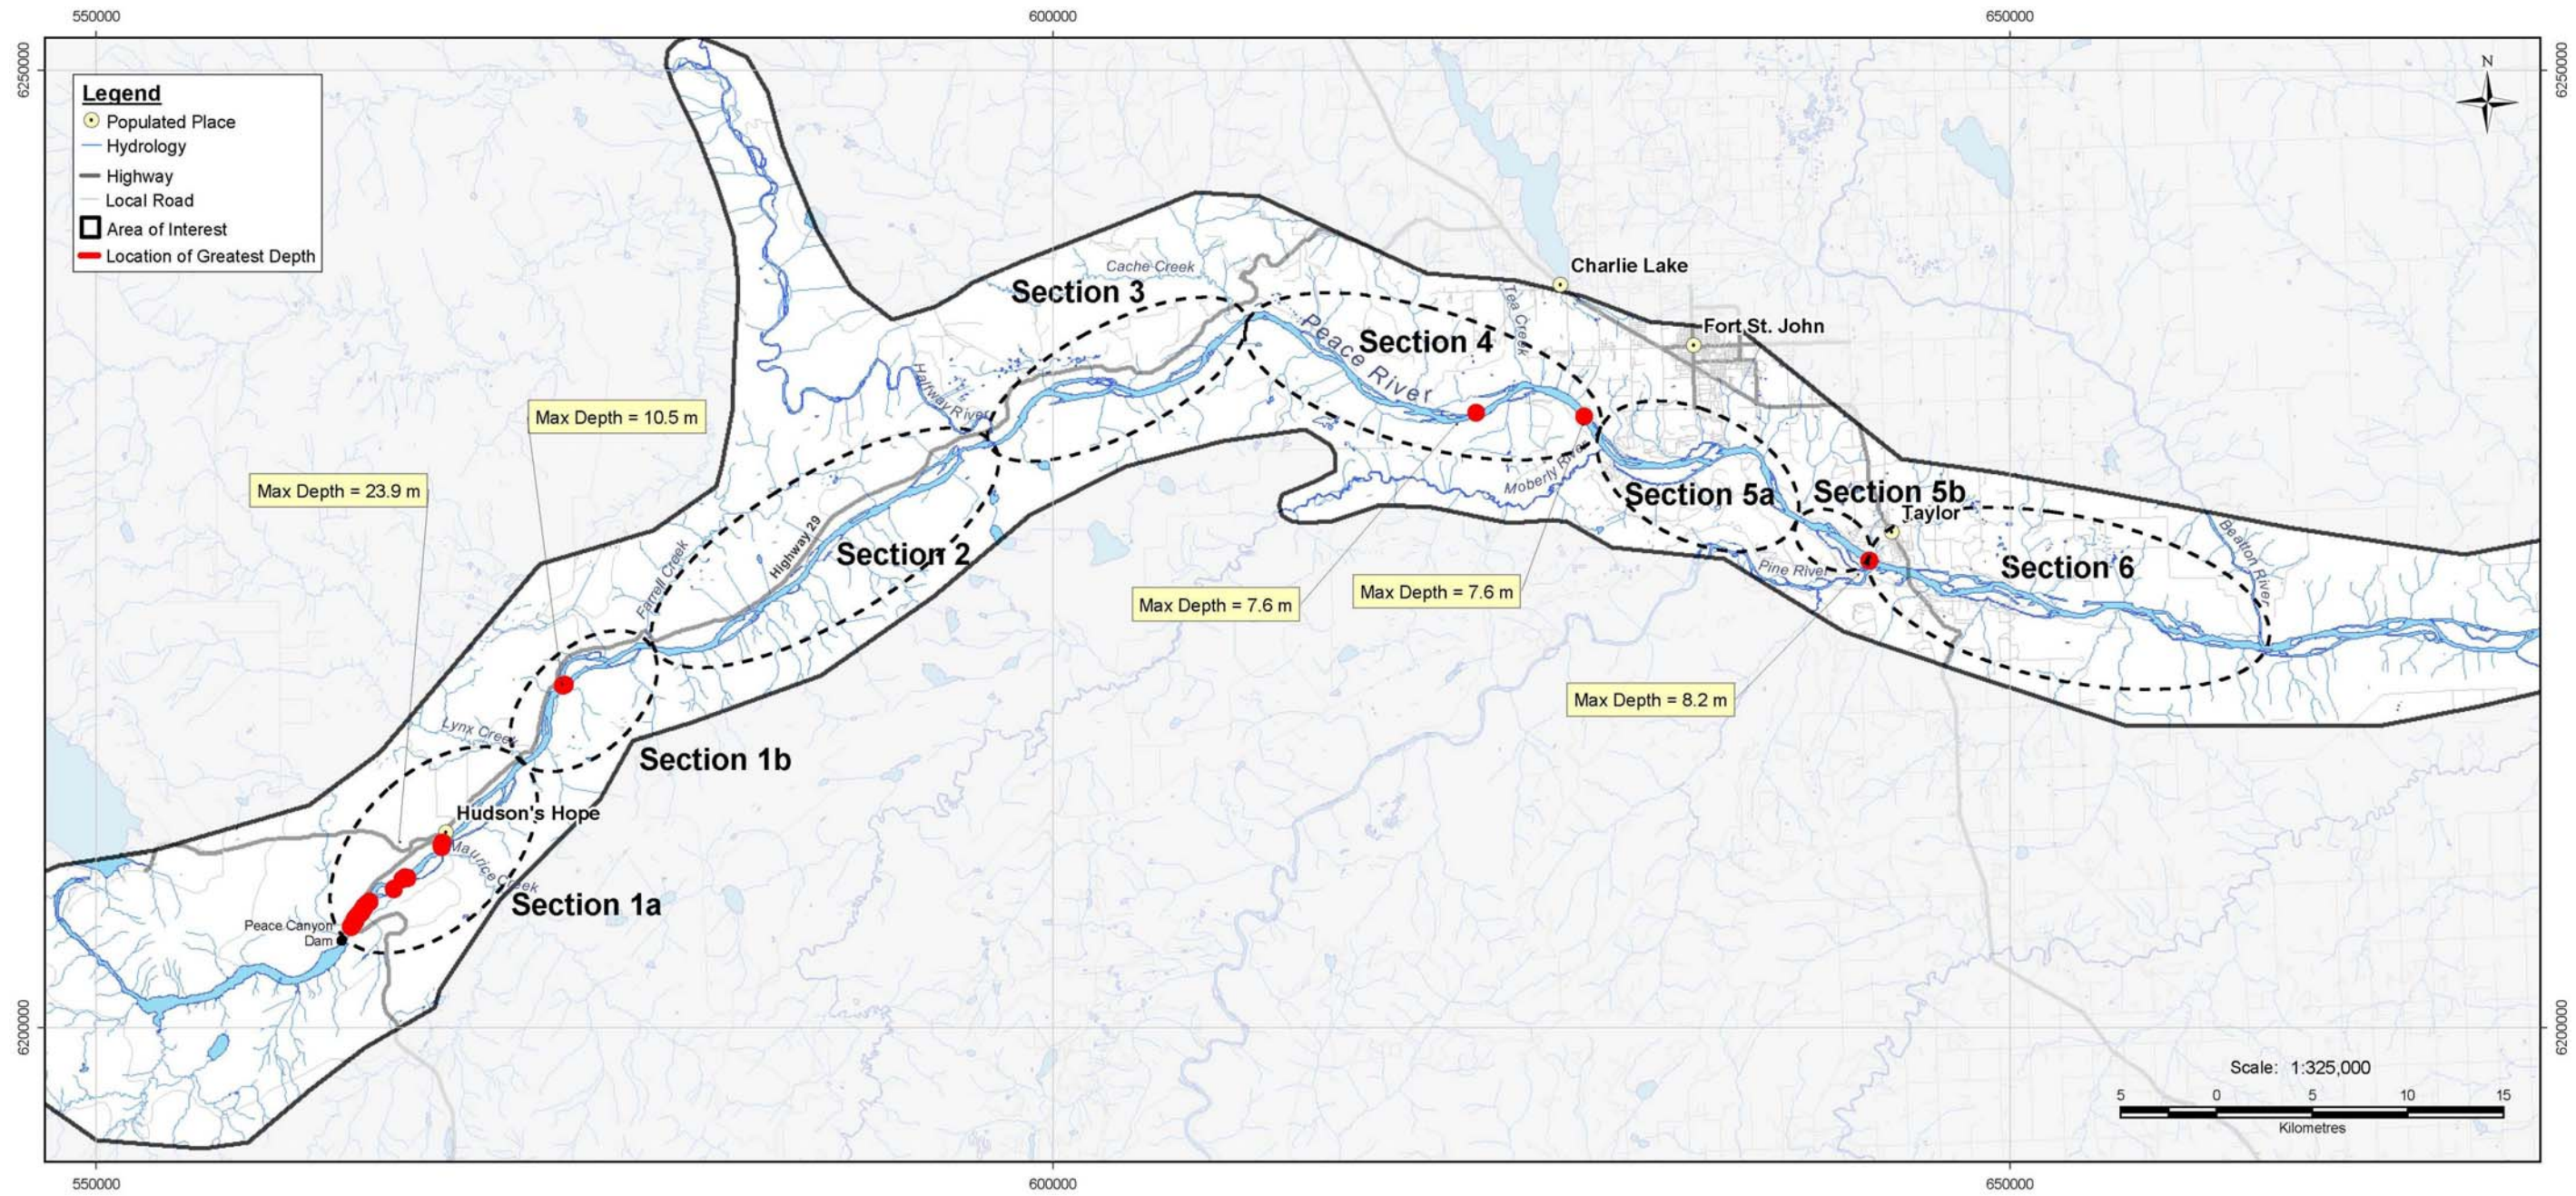 550000
600000
650000
6250000
6250000
N
Legend
Populated Place
Hydrology
Highway
Local Road
Area of Interest
Location of Greatest Depth
Cache Creek
Charlie Lake
Section 3
Tea Creek
Peace River
Section 4
Fort St. John
Halfway River
Max Depth = 10.5 m
Max Depth = 23.9 m
Moberly River
Section 5a
Section 5b
Taylor
Highway 29
Section 2
Beatton River
Farrell Creek
Pine River
Section 6
Max Depth = 7.6 m
Max Depth = 7.6 m
Max Depth = 8.2 m
Lynx Creek
Section 1b
Hudson's Hope
Maurice Creek
Section 1a
Peace Canyon
Dam
6200000
6200000
Scale: 1:325,000
5 0 5 10 15
Kilometres
550000
600000
650000